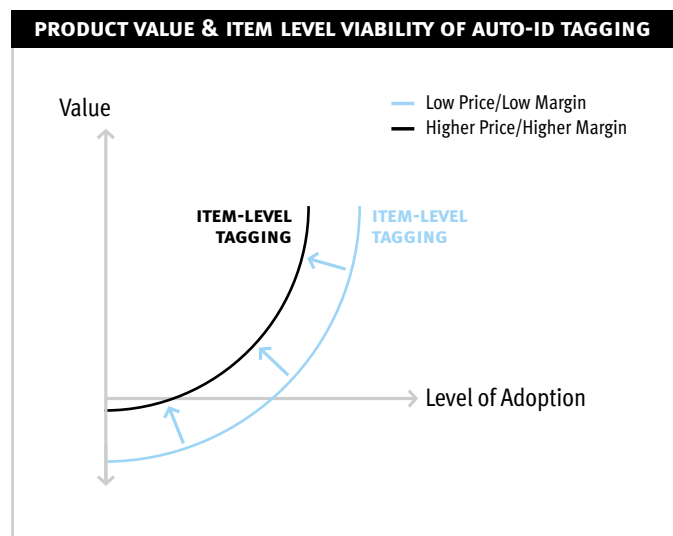 PRODUCT VALUE & ITEM LEVEL VIABILITY OF AUTO-ID TAGGING
Value
Low Price/Low Margin
Higher Price/Higher Margin
ITEM-LEVEL
TAGGING
ITEM-LEVEL
TAGGING
Level of Adoption